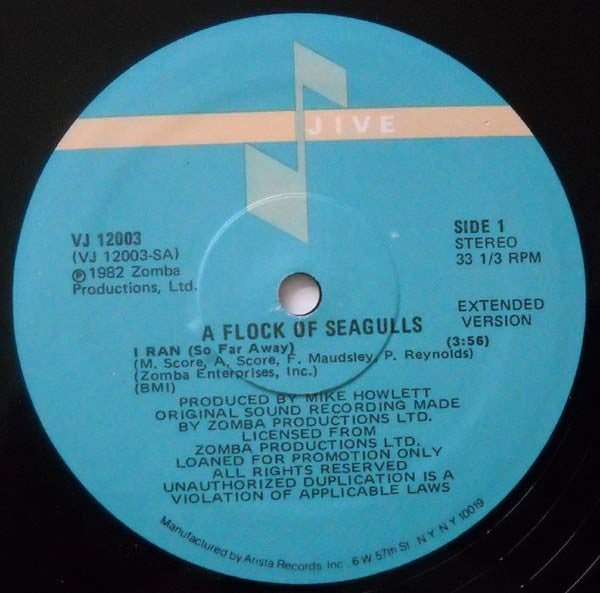 JIVE
VJ 12003
(VJ 12003-SA)
℗1982 Zomba
Productions, Ltd.
SIDE 1
STEREO
33 1/3 RPM
EXTENDED
VERSION
A FLOCK OF SEAGULLS
I RAN (So Far Away) (3:56)
(M. Score, A. Score, F. Maudsley, P. Reynolds)
(Zomba Enterprises, Inc.)
(BMI)
PRODUCED BY MIKE HOWLETT
ORIGINAL SOUND RECORDING MADE
BY ZOMBA PRODUCTIONS LTD.
LICENSED FROM
ZOMBA PRODUCTIONS LTD.
LOANED FOR PROMOTION ONLY
ALL RIGHTS RESERVED
UNAUTHORIZED DUPLICATION IS A
VIOLATION OF APPLICABLE LAWS
Manufactured by Arista Records, Inc. 6 W 57th St. N Y N Y 10019